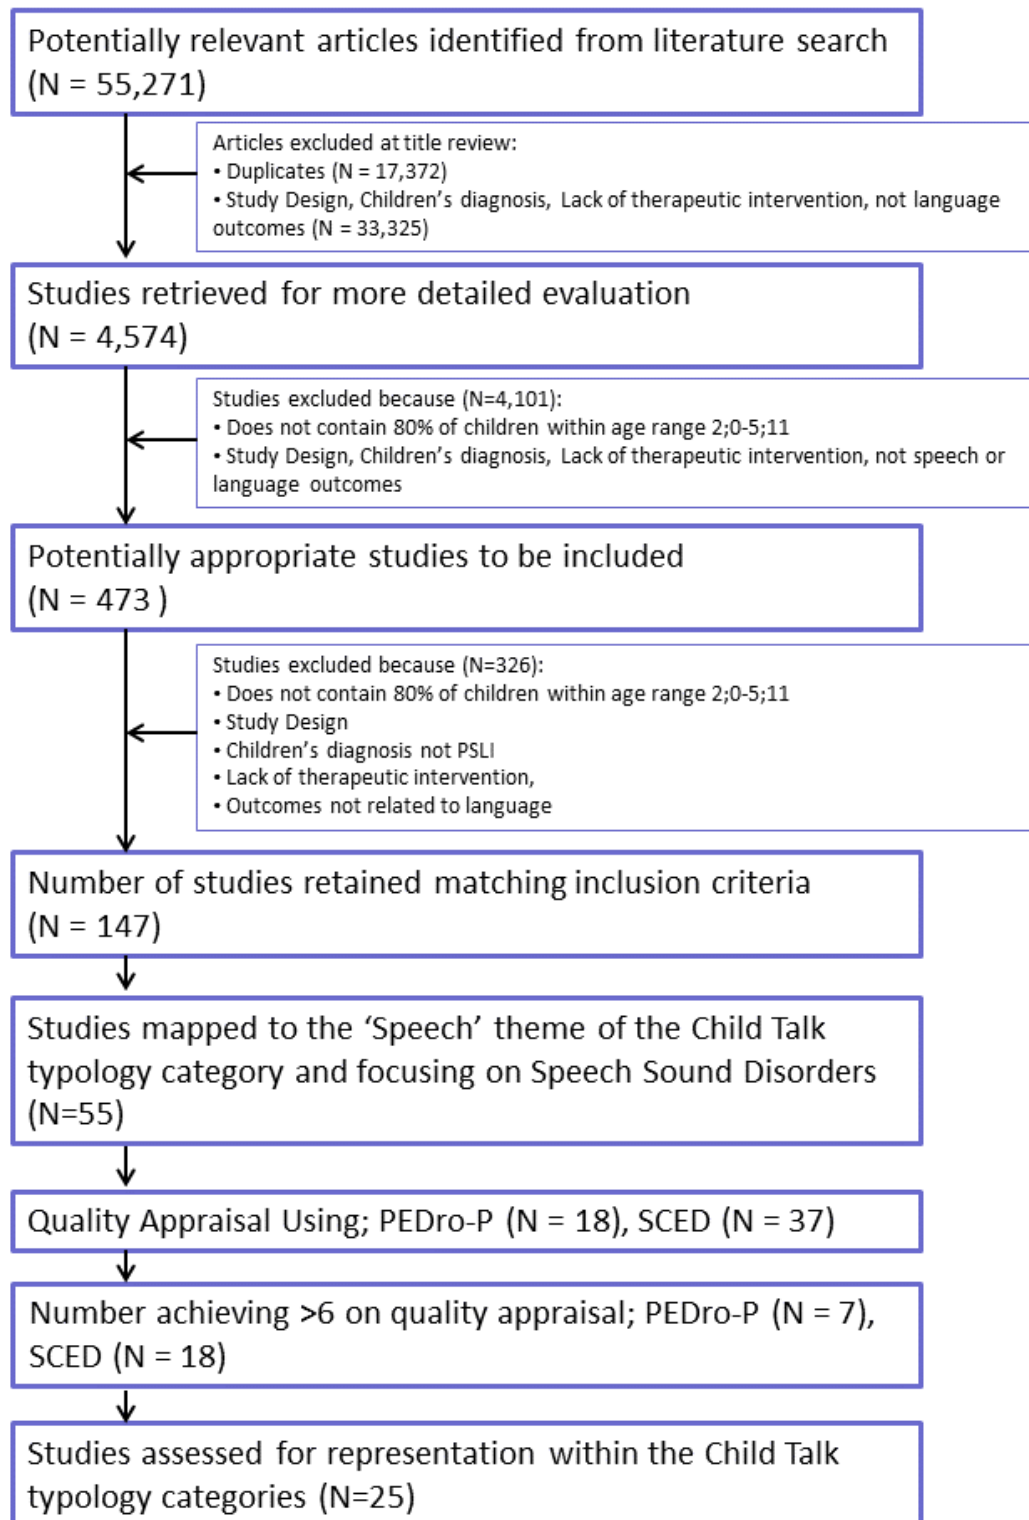 Potentially relevant articles identified from literature search
(N = 55,271)
Articles excluded at title review:
• Duplicates (N = 17,372)
• Study Design, Children’s diagnosis, Lack of therapeutic intervention, not language
outcomes (N = 33,325)
Studies retrieved for more detailed evaluation
(N = 4,574)
Studies excluded because (N=4,101):
• Does not contain 80% of children within age range 2;0-5;11
• Study Design, Children’s diagnosis, Lack of therapeutic intervention, not speech or
language outcomes
Potentially appropriate studies to be included
(N = 473 )
Studies excluded because (N=326):
• Does not contain 80% of children within age range 2;0-5;11
• Study Design
• Children’s diagnosis not PSLI
• Lack of therapeutic intervention,
• Outcomes not related to language
Number of studies retained matching inclusion criteria
(N = 147)
Studies mapped to the ‘Speech’ theme of the Child Talk
typology category and focusing on Speech Sound Disorders
(N=55)
Quality Appraisal Using; PEDro-P (N = 18), SCED (N = 37)
Number achieving >6 on quality appraisal; PEDro-P (N = 7),
SCED (N = 18)
Studies assessed for representation within the Child Talk
typology categories (N=25)